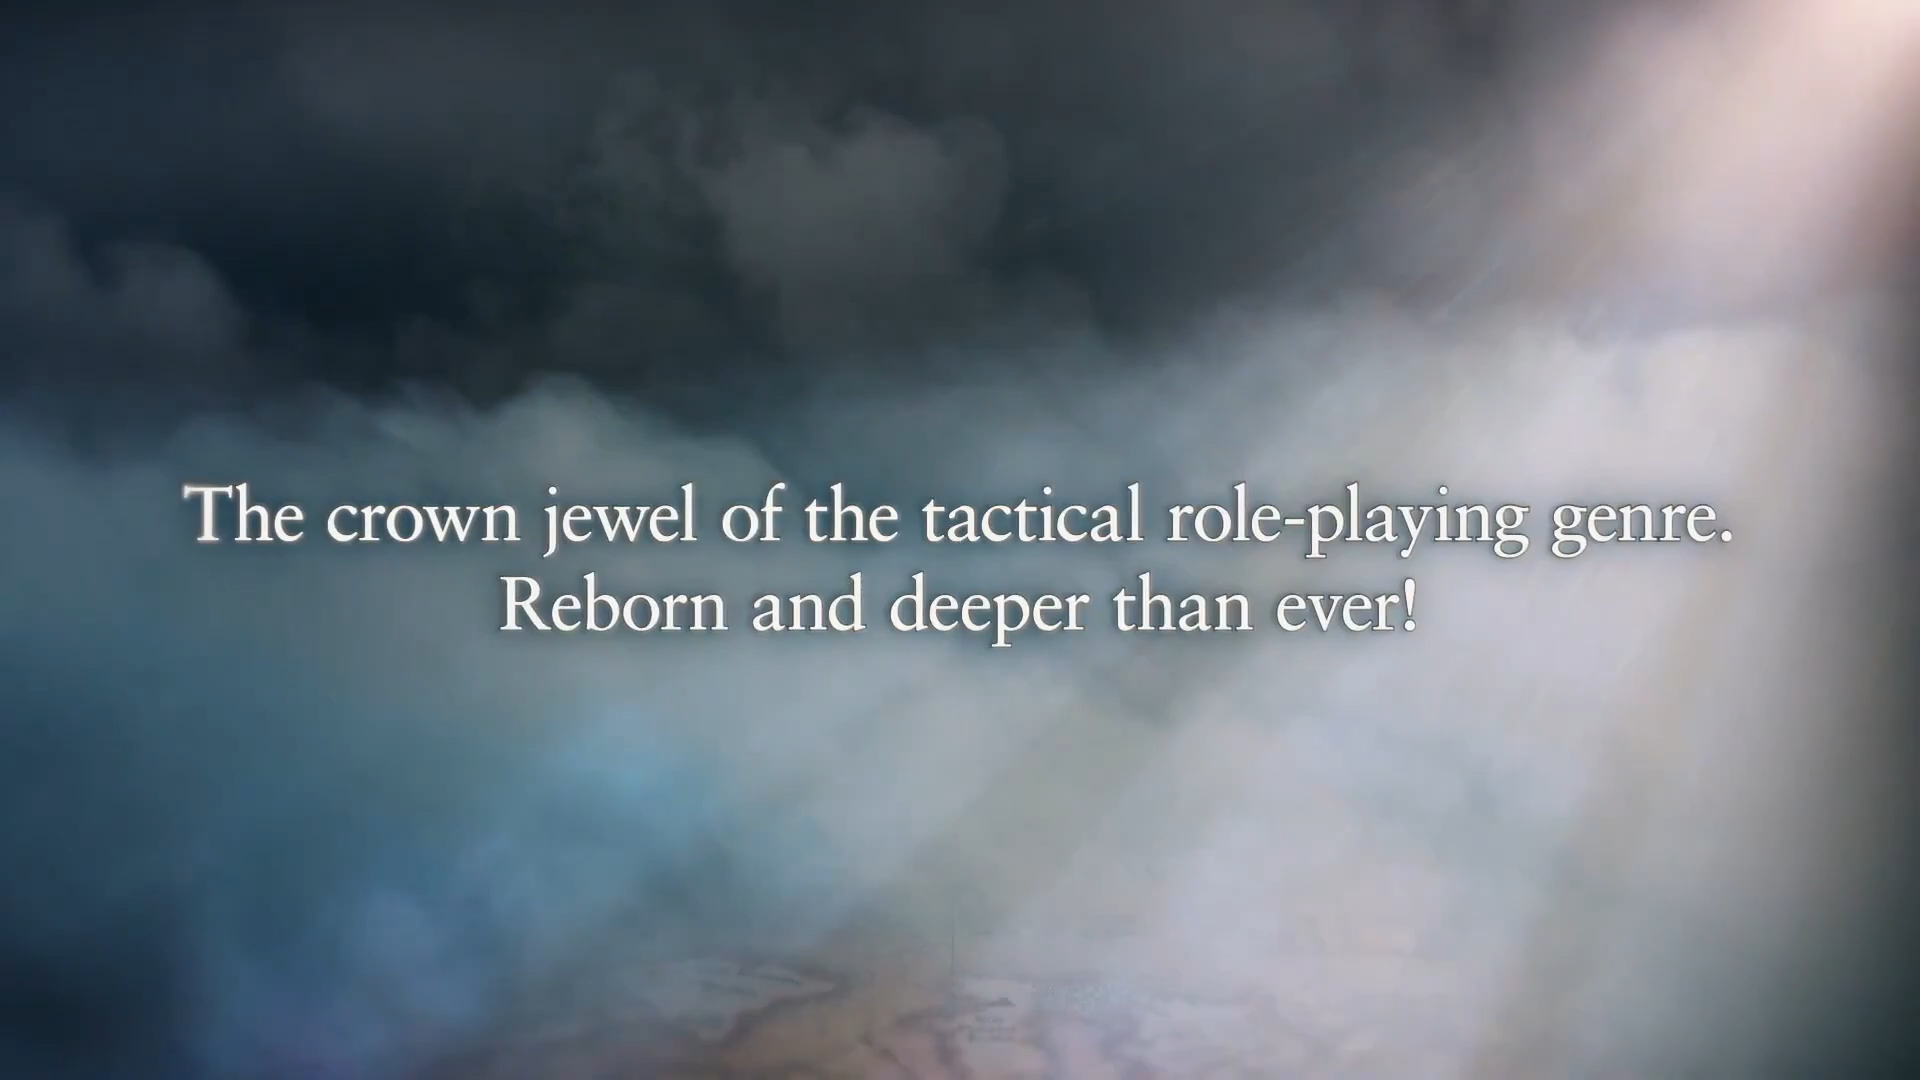 The crown jewel of the tactical role-playing genre.
Reborn and deeper than ever!